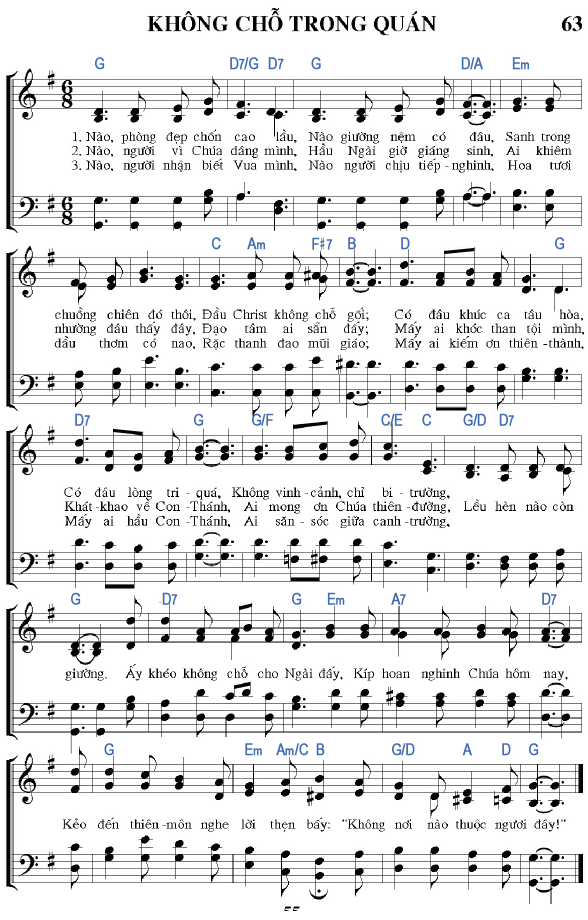 KHÔNG CHỖ TRONG QUÁN 63
G D7/G D7 G D/A Em
1. Nào, phòng đẹp chốn cao lầu, Nào giường nệm có đâu, Sanh trong
2. Nào, người vì Chúa dáng mình, Hầu Ngài giờ giáng sinh, Ai khiêm
3. Nào, người nhận biết Vua mình, Nào người chịu tiếp-nghinh, Hoa tươi
C Am F#7 B D G
chuồng chiên đó thôi, Đầu Christ không chỗ gối; Có đâu khúc ca tấu hòa,
nhường đâu thấy đây, Đạo tâm ai sẩn đấy; Mấy ai khóc than tội mình,
dầu thơm có nao, Rặc thanh đao mũi giáo; Mấy ai kiếm ơn thiên-thành,
D7 G G/F C/E C G/D D7
Có đâu lòng tri-quá, Không vinh-cảnh, chỉ bi-trường,
Khát-khao về Con-Thánh, Ai mong ơn Chúa thiên-đường, Lều hèn nào còn
Mấy ai hầu Con-Thánh, Ai săn-sóc giữa canh-trường,
G D7 G Em A7 D7
giường. Ấy khéo không chỗ cho Ngài đấy, Kíp hoan nghinh Chúa hôm nay,
G Em Am/C B G/D A D G
Kẻo đến thiên-môn nghe lời thẹn bấy: "Không nơi nào thuộc ngươi đây!"